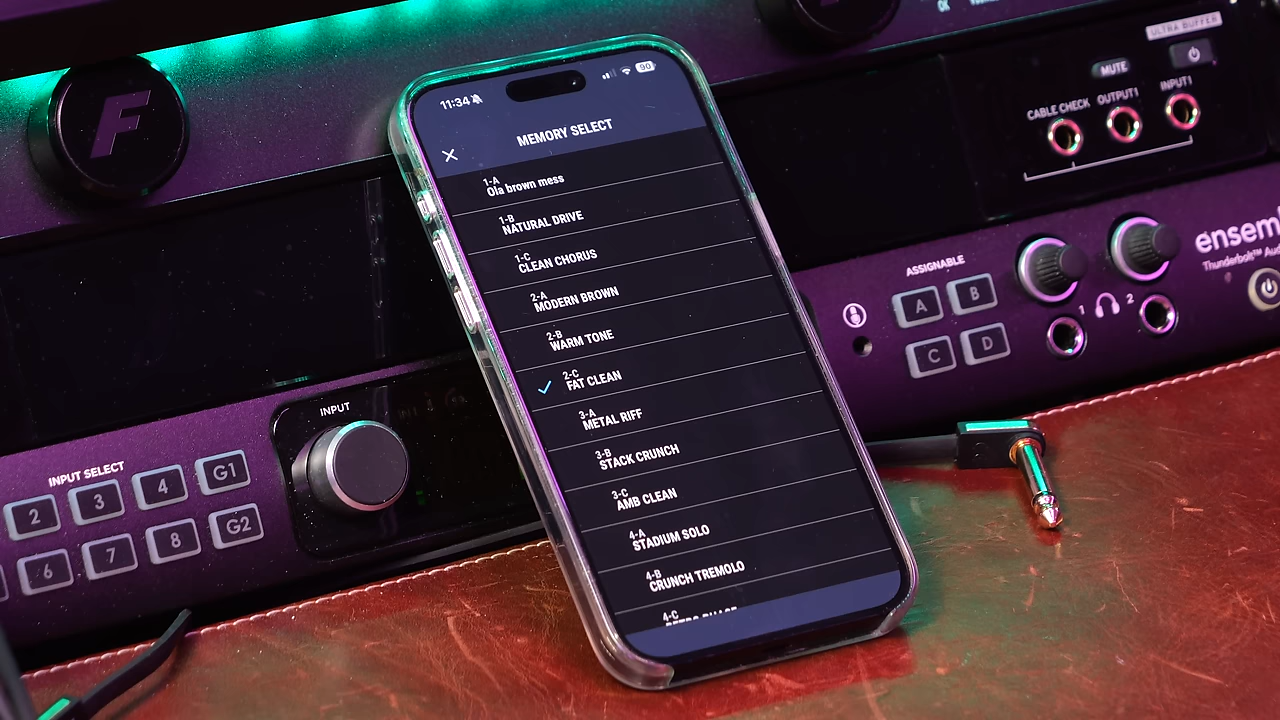 F
11:34
90
MEMORY SELECT
1-A
Ola brown mess
1-B
NATURAL DRIVE
1-C
CLEAN CHORUS
2-A
MODERN BROWN
2-B
WARM TONE
2-C
FAT CLEAN
3-A
METAL RIFF
3-B
STACK CRUNCH
3-C
AMB CLEAN
4-A
STADIUM SOLO
4-B
CRUNCH TREMOLO
4-C
INPUT SELECT
2
3
4
G1
6
7
8
G2
INPUT
ULTRA BUFFER
MUTE
CABLE CHECK
OUTPUT1
INPUT1
ASSIGNABLE
A
B
C
D
1
2
ensem
Thunderbolt™ Au